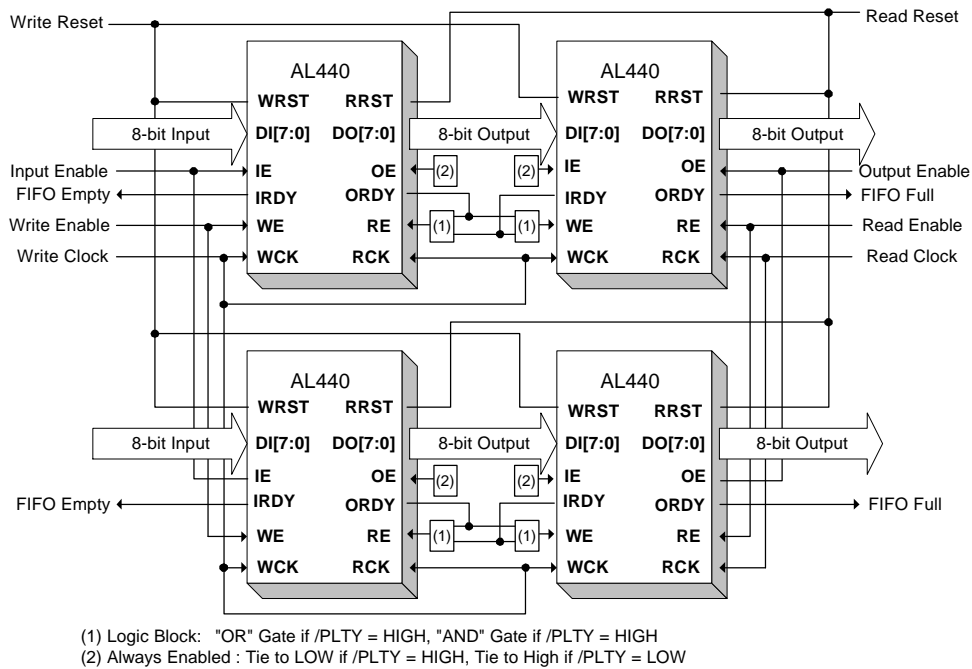 Write Reset Read Reset
AL440 AL440
WRST RRST WRST RRST
8-bit Input DI[7:0] DO[7:0] 8-bit Output DI[7:0] DO[7:0] 8-bit Output
Input Enable IE OE (2) (2) IE OE Output Enable
FIFO Empty IRDY ORDY IRDY ORDY FIFO Full
Write Enable WE RE (1) (1) WE RE Read Enable
Write Clock WCK RCK WCK RCK Read Clock
AL440 AL440
WRST RRST WRST RRST
8-bit Input DI[7:0] DO[7:0] 8-bit Output DI[7:0] DO[7:0] 8-bit Output
IE OE (2) (2) IE OE
FIFO Empty IRDY ORDY IRDY ORDY FIFO Full
WE RE (1) (1) WE RE
WCK RCK WCK RCK
(1) Logic Block: "OR" Gate if /PLTY = HIGH, "AND" Gate if /PLTY = HIGH
(2) Always Enabled : Tie to LOW if /PLTY = HIGH, Tie to High if /PLTY = LOW